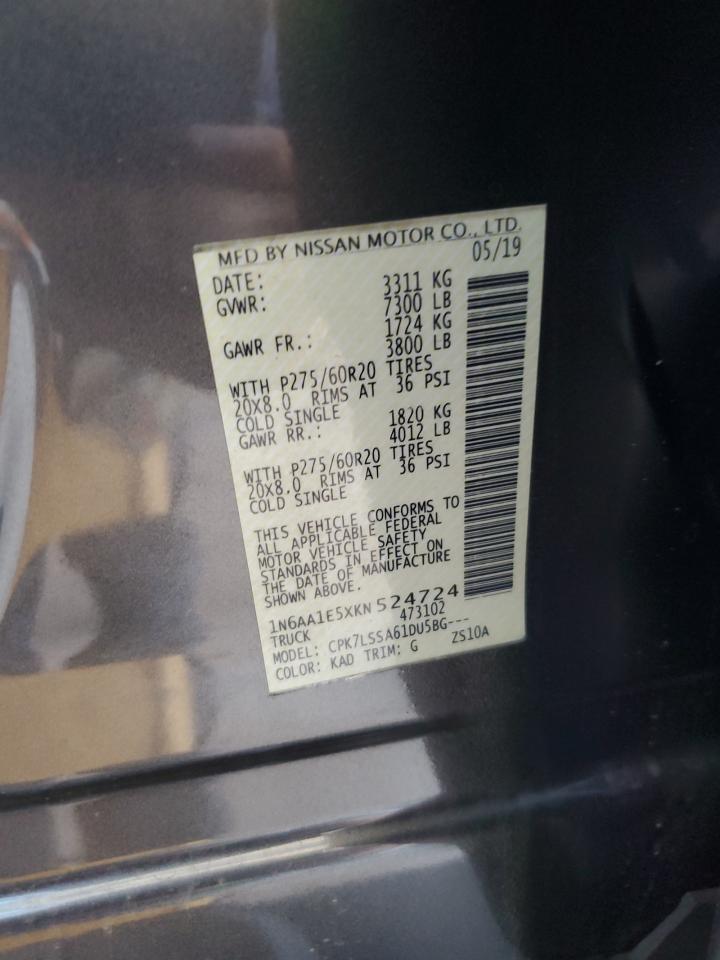 MFD BY NISSAN MOTOR CO., LTD.
DATE: 05/19
GVWR: 3311 KG
7300 LB
GAWR FR.: 1724 KG
3800 LB
WITH P275/60R20 TIRES
20X8.0 RIMS AT 36 PSI
COLD SINGLE
GAWR RR.: 1820 KG
4012 LB
WITH P275/60R20 TIRES
20X8.0 RIMS AT 36 PSI
COLD SINGLE
THIS VEHICLE CONFORMS TO
ALL APPLICABLE FEDERAL
MOTOR VEHICLE SAFETY
STANDARDS IN EFFECT ON
THE DATE OF MANUFACTURE
SHOWN ABOVE.
1N6AA1E5XKN524724
TRUCK 473102
MODEL: CPK7LSSA61DU5BG---
COLOR: KAD TRIM: G ZS10A